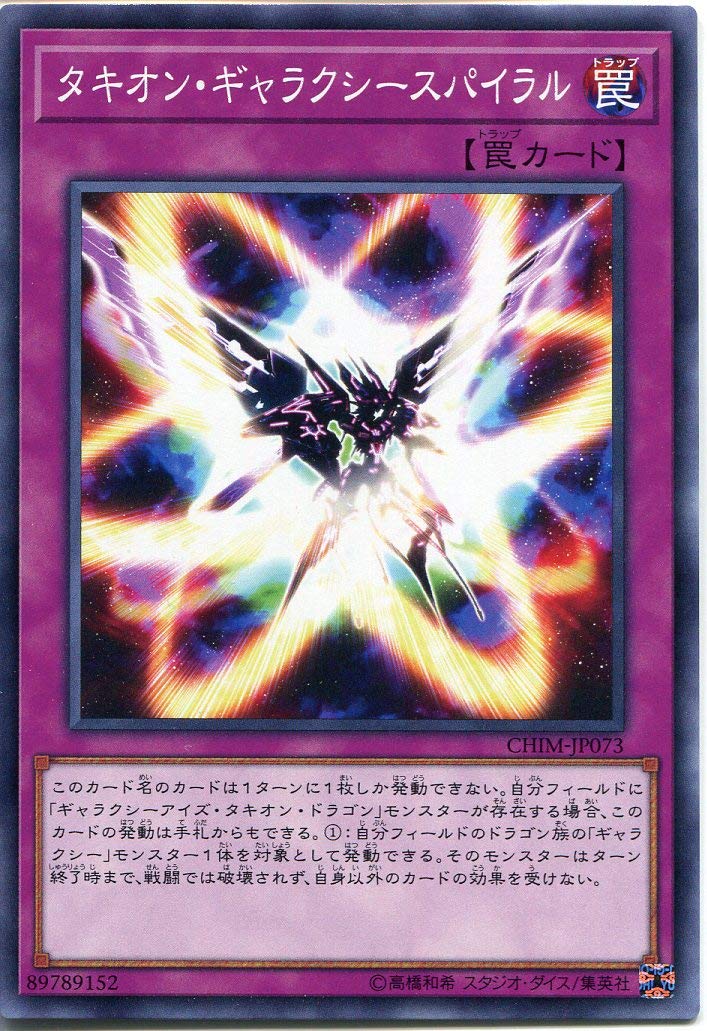 タキオン・ギャラクシースパイラル
トラップ
罠
トラップ
【罠カード】
CHIM-JP073
このカード名のカードは1ターンに1枚しか発動できない。自分フィールドに
「ギャラクシーアイズ・タキオン・ドラゴン」モンスターが存在する場合、この
カードの発動は手札からもできる。①：自分フィールドのドラゴン族の「ギャラ
クシー」モンスター1体を対象として発動できる。そのモンスターはターン
終了時まで、戦闘では破壊されず、自身以外のカードの効果を受けない。
89789152
©高橋和希 スタジオ・ダイス/集英社